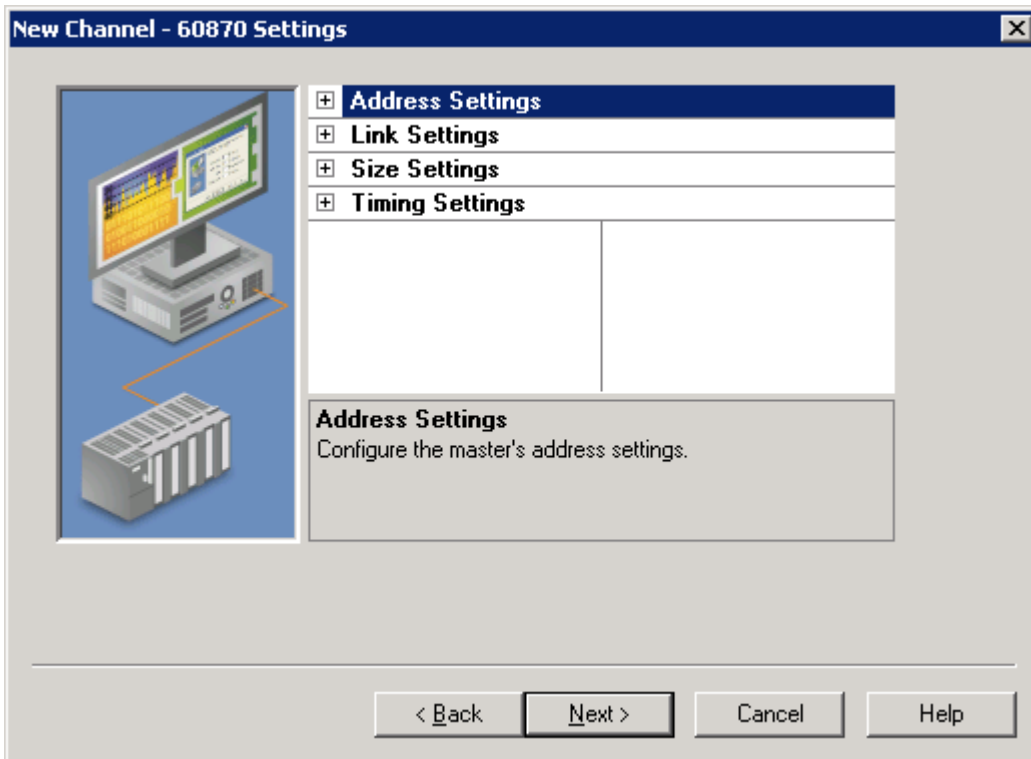 New Channel - 60870 Settings
Address Settings
Link Settings
Size Settings
Timing Settings
Address Settings
Configure the master's address settings.
< Back Next > Cancel Help